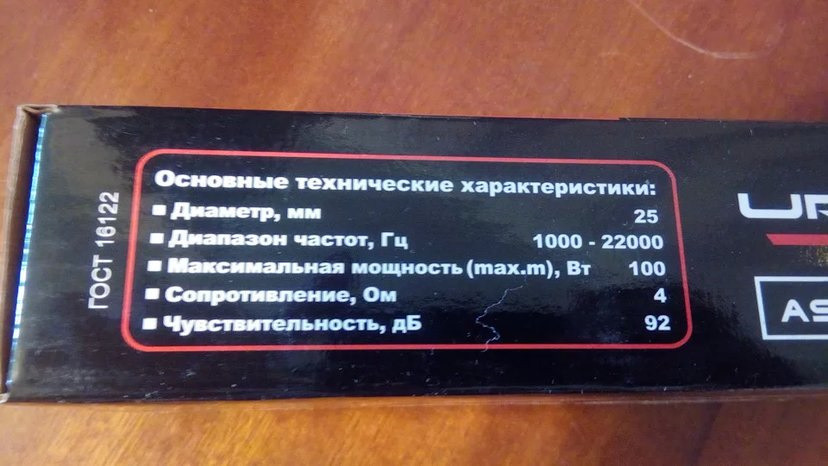 Основные технические характеристики:
▪ Диаметр, мм 25
▪ Диапазон частот, Гц 1000 - 22000
▪ Максимальная мощность (max.m), Вт 100
▪ Сопротивление, Ом 4
▪ Чувствительность, дБ 92
ГОСТ 16122
AS